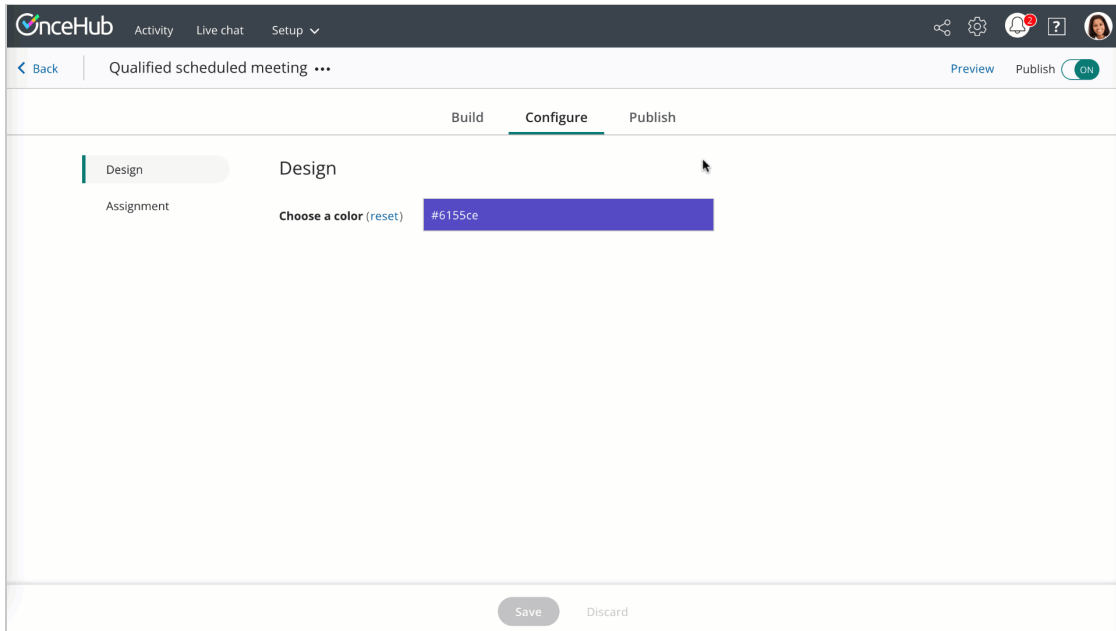 OnceHub Activity Live chat Setup 2 ?
Back Qualified scheduled meeting ••• Preview Publish ON
Build Configure Publish
Design Design
Assignment
Choose a color (reset) #6155ce
Save Discard